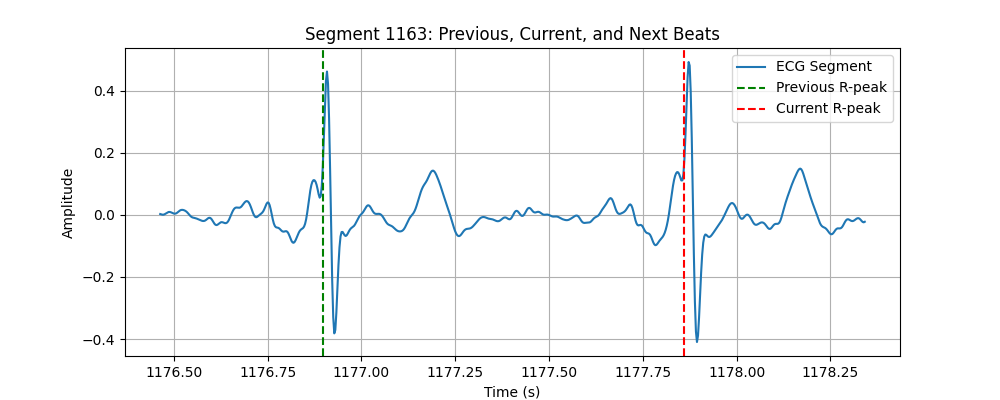 Segment 1163: Previous, Current, and Next Beats
ECG Segment
Previous R-peak
Current R-peak
0.4
0.2
0.0
−0.2
−0.4
Amplitude
1176.50 1176.75 1177.00 1177.25 1177.50 1177.75 1178.00 1178.25
Time (s)